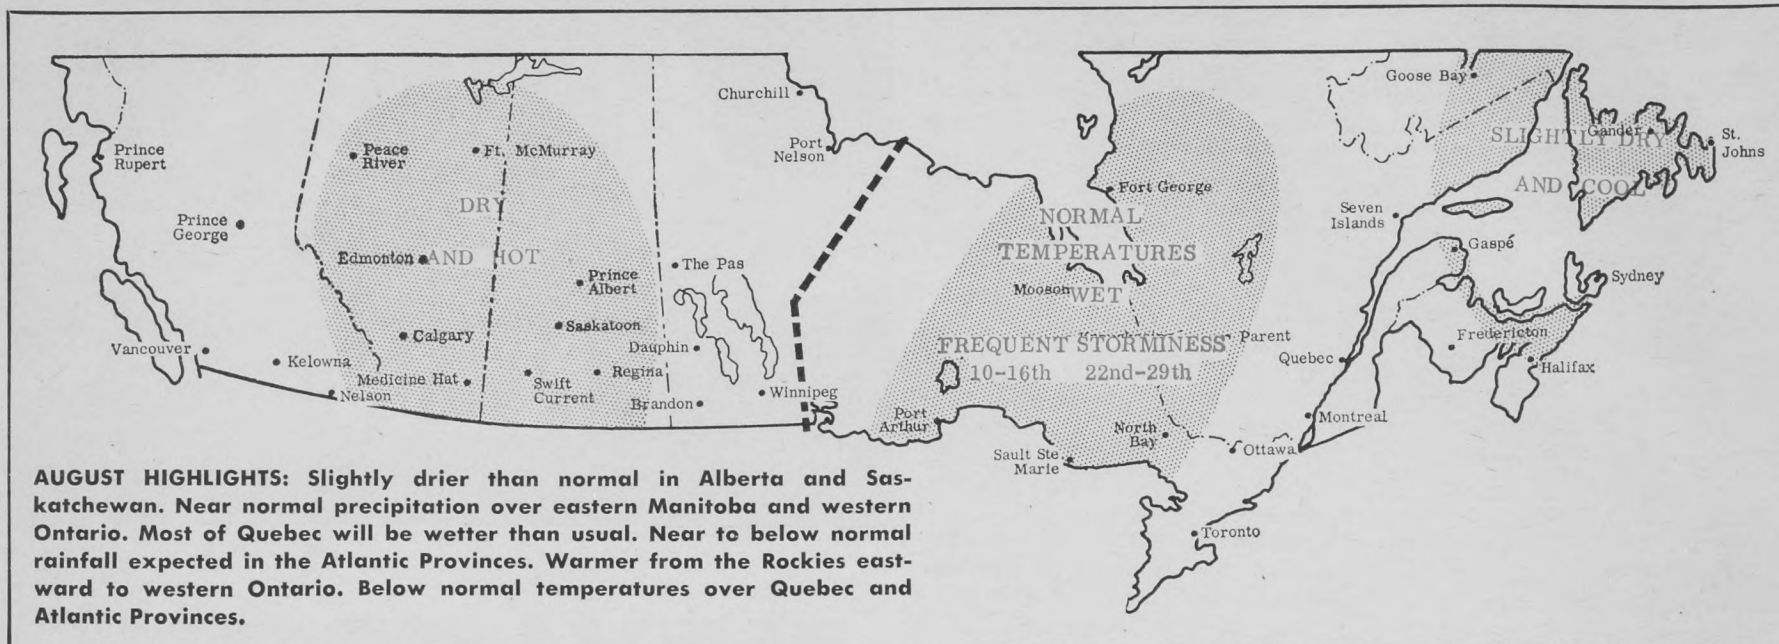 Churchill
Port
Nelson
Prince
Rupert
Peace
River
Ft. McMurray
DRY
Prince
George
Edmonton
AND HOT
The Pas
Prince
Albert
Calgary
Saskatoon
Vancouver
Kelowna
Dauphin
Medicine Hat
Swift
Current
Regina
Nelson
Brandon
Winnipeg
Goose Bay
SLIGHTLY DRY
Gander
St.
Johns
AND COOL
Fort George
NORMAL
TEMPERATURES
Seven
Islands
Gaspé
Mooson
WET
Sydney
FREQUENT STORMINESS
Parent
Fredericton
10-16th 22nd-29th
Quebec
Halifax
Port
Arthur
North
Bay
Montreal
Sault Ste.
Marie
Ottawa
Toronto
AUGUST HIGHLIGHTS: Slightly drier than normal in Alberta and Sas-
katchewan. Near normal precipitation over eastern Manitoba and western
Ontario. Most of Quebec will be wetter than usual. Near to below normal
rainfall expected in the Atlantic Provinces. Warmer from the Rockies east-
ward to western Ontario. Below normal temperatures over Quebec and
Atlantic Provinces.